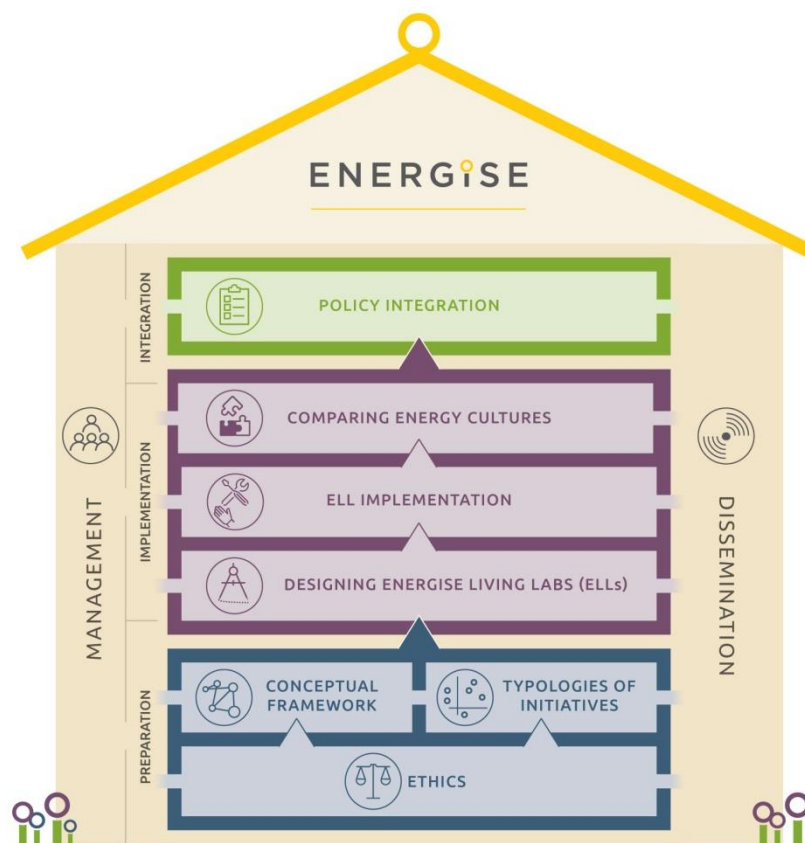 ENERGISE
INTEGRATION
POLICY INTEGRATION
MANAGEMENT
IMPLEMENTATION
COMPARING ENERGY CULTURES
ELL IMPLEMENTATION
DESIGNING ENERGISE LIVING LABS (ELLs)
DISSEMINATION
PREPARATION
CONCEPTUAL
FRAMEWORK
TYPOLOGIES OF
INITIATIVES
ETHICS